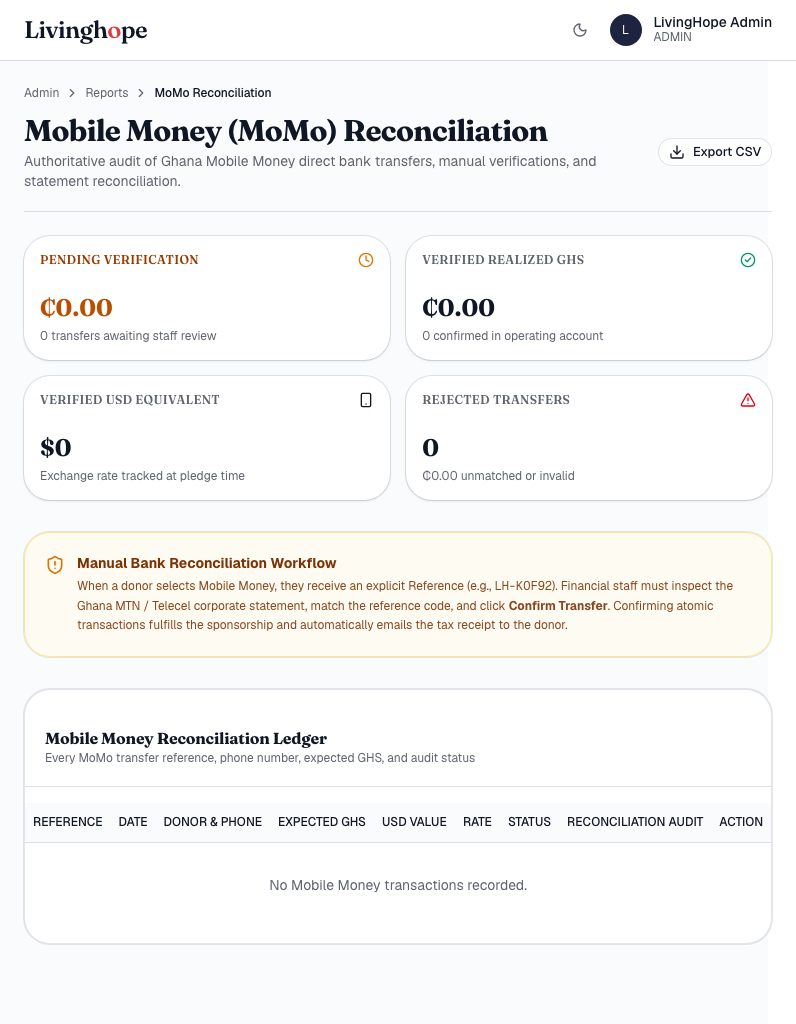 Livinghope
L
LivingHope Admin
ADMIN
Admin > Reports > MoMo Reconciliation
Mobile Money (MoMo) Reconciliation
Authoritative audit of Ghana Mobile Money direct bank transfers, manual verifications, and
statement reconciliation.
Export CSV
PENDING VERIFICATION
₵0.00
0 transfers awaiting staff review
VERIFIED REALIZED GHS
₵0.00
0 confirmed in operating account
VERIFIED USD EQUIVALENT
$0
Exchange rate tracked at pledge time
REJECTED TRANSFERS
0
₵0.00 unmatched or invalid
Manual Bank Reconciliation Workflow
When a donor selects Mobile Money, they receive an explicit Reference (e.g., LH-K0F92). Financial staff must inspect the
Ghana MTN / Telecel corporate statement, match the reference code, and click Confirm Transfer. Confirming atomic
transactions fulfills the sponsorship and automatically emails the tax receipt to the donor.
Mobile Money Reconciliation Ledger
Every MoMo transfer reference, phone number, expected GHS, and audit status
REFERENCE DATE DONOR & PHONE EXPECTED GHS USD VALUE RATE STATUS RECONCILIATION AUDIT ACTION
No Mobile Money transactions recorded.